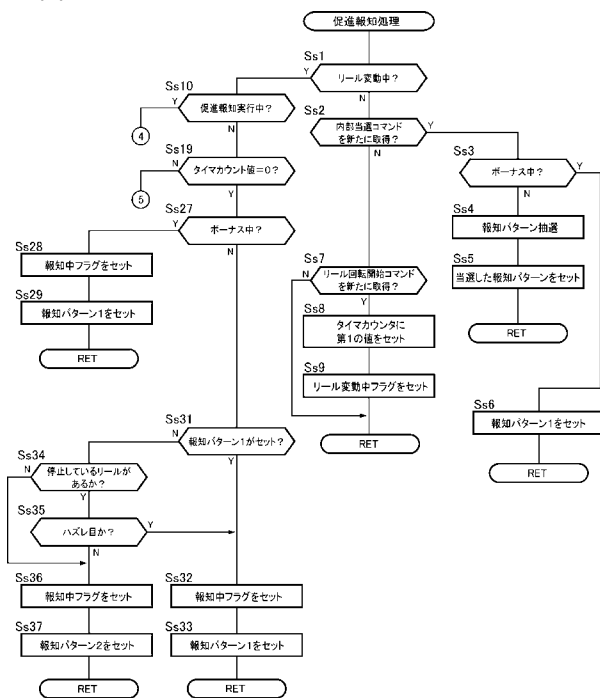 促進報知処理
Ss1
リール変動中?
Y
N
Ss10
促進報知実行中?
Y
N
④
Ss2
内部当選コマンド
を新たに取得?
Y
N
Ss19
タイマカウント値=0?
N
Y
⑤
Ss3
ボーナス中?
Y
N
Ss27
ボーナス中?
Y
N
Ss4
報知パターン抽選
Ss28
報知中フラグをセット
Ss5
当選した報知パターンをセット
Ss7
リール回転開始コマンド
を新たに取得?
N
Y
Ss29
報知パターン1をセット
Ss8
タイマカウンタに
第1の値をセット
RET
RET
Ss9
リール変動中フラグをセット
Ss6
報知パターン1をセット
Ss31
報知パターン1がセット?
N
Y
RET
RET
Ss34
停止しているリールが
あるか?
N
Y
Ss35
ハズレ目か?
Y
N
Ss36
報知中フラグをセット
Ss32
報知中フラグをセット
Ss37
報知パターン2をセット
Ss33
報知パターン1をセット
RET
RET